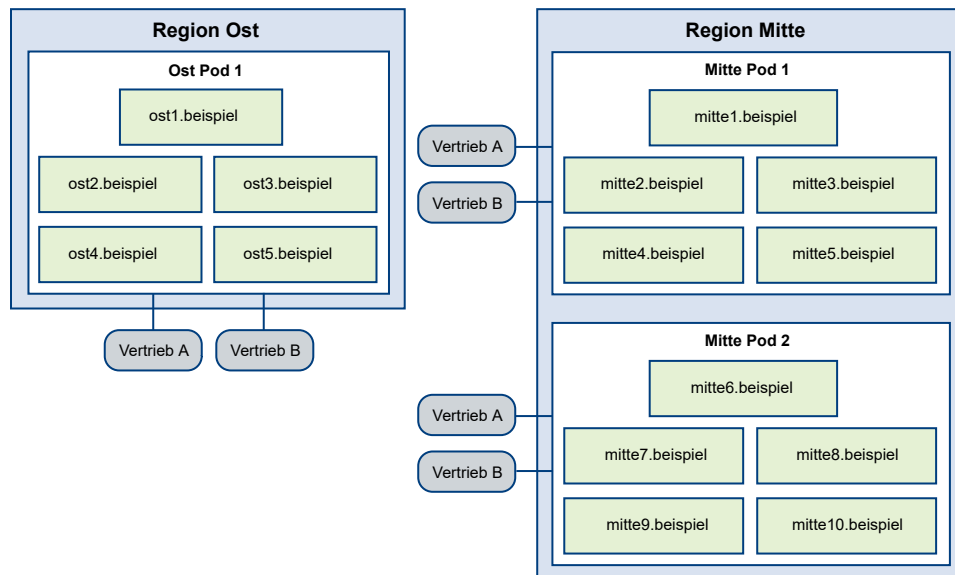 Region Ost
Ost Pod 1
ost1.beispiel
ost2.beispiel
ost3.beispiel
ost4.beispiel
ost5.beispiel
Vertrieb A
Vertrieb B
Region Mitte
Mitte Pod 1
mitte1.beispiel
Vertrieb A
mitte2.beispiel
mitte3.beispiel
Vertrieb B
mitte4.beispiel
mitte5.beispiel
Mitte Pod 2
mitte6.beispiel
Vertrieb A
mitte7.beispiel
mitte8.beispiel
Vertrieb B
mitte9.beispiel
mitte10.beispiel